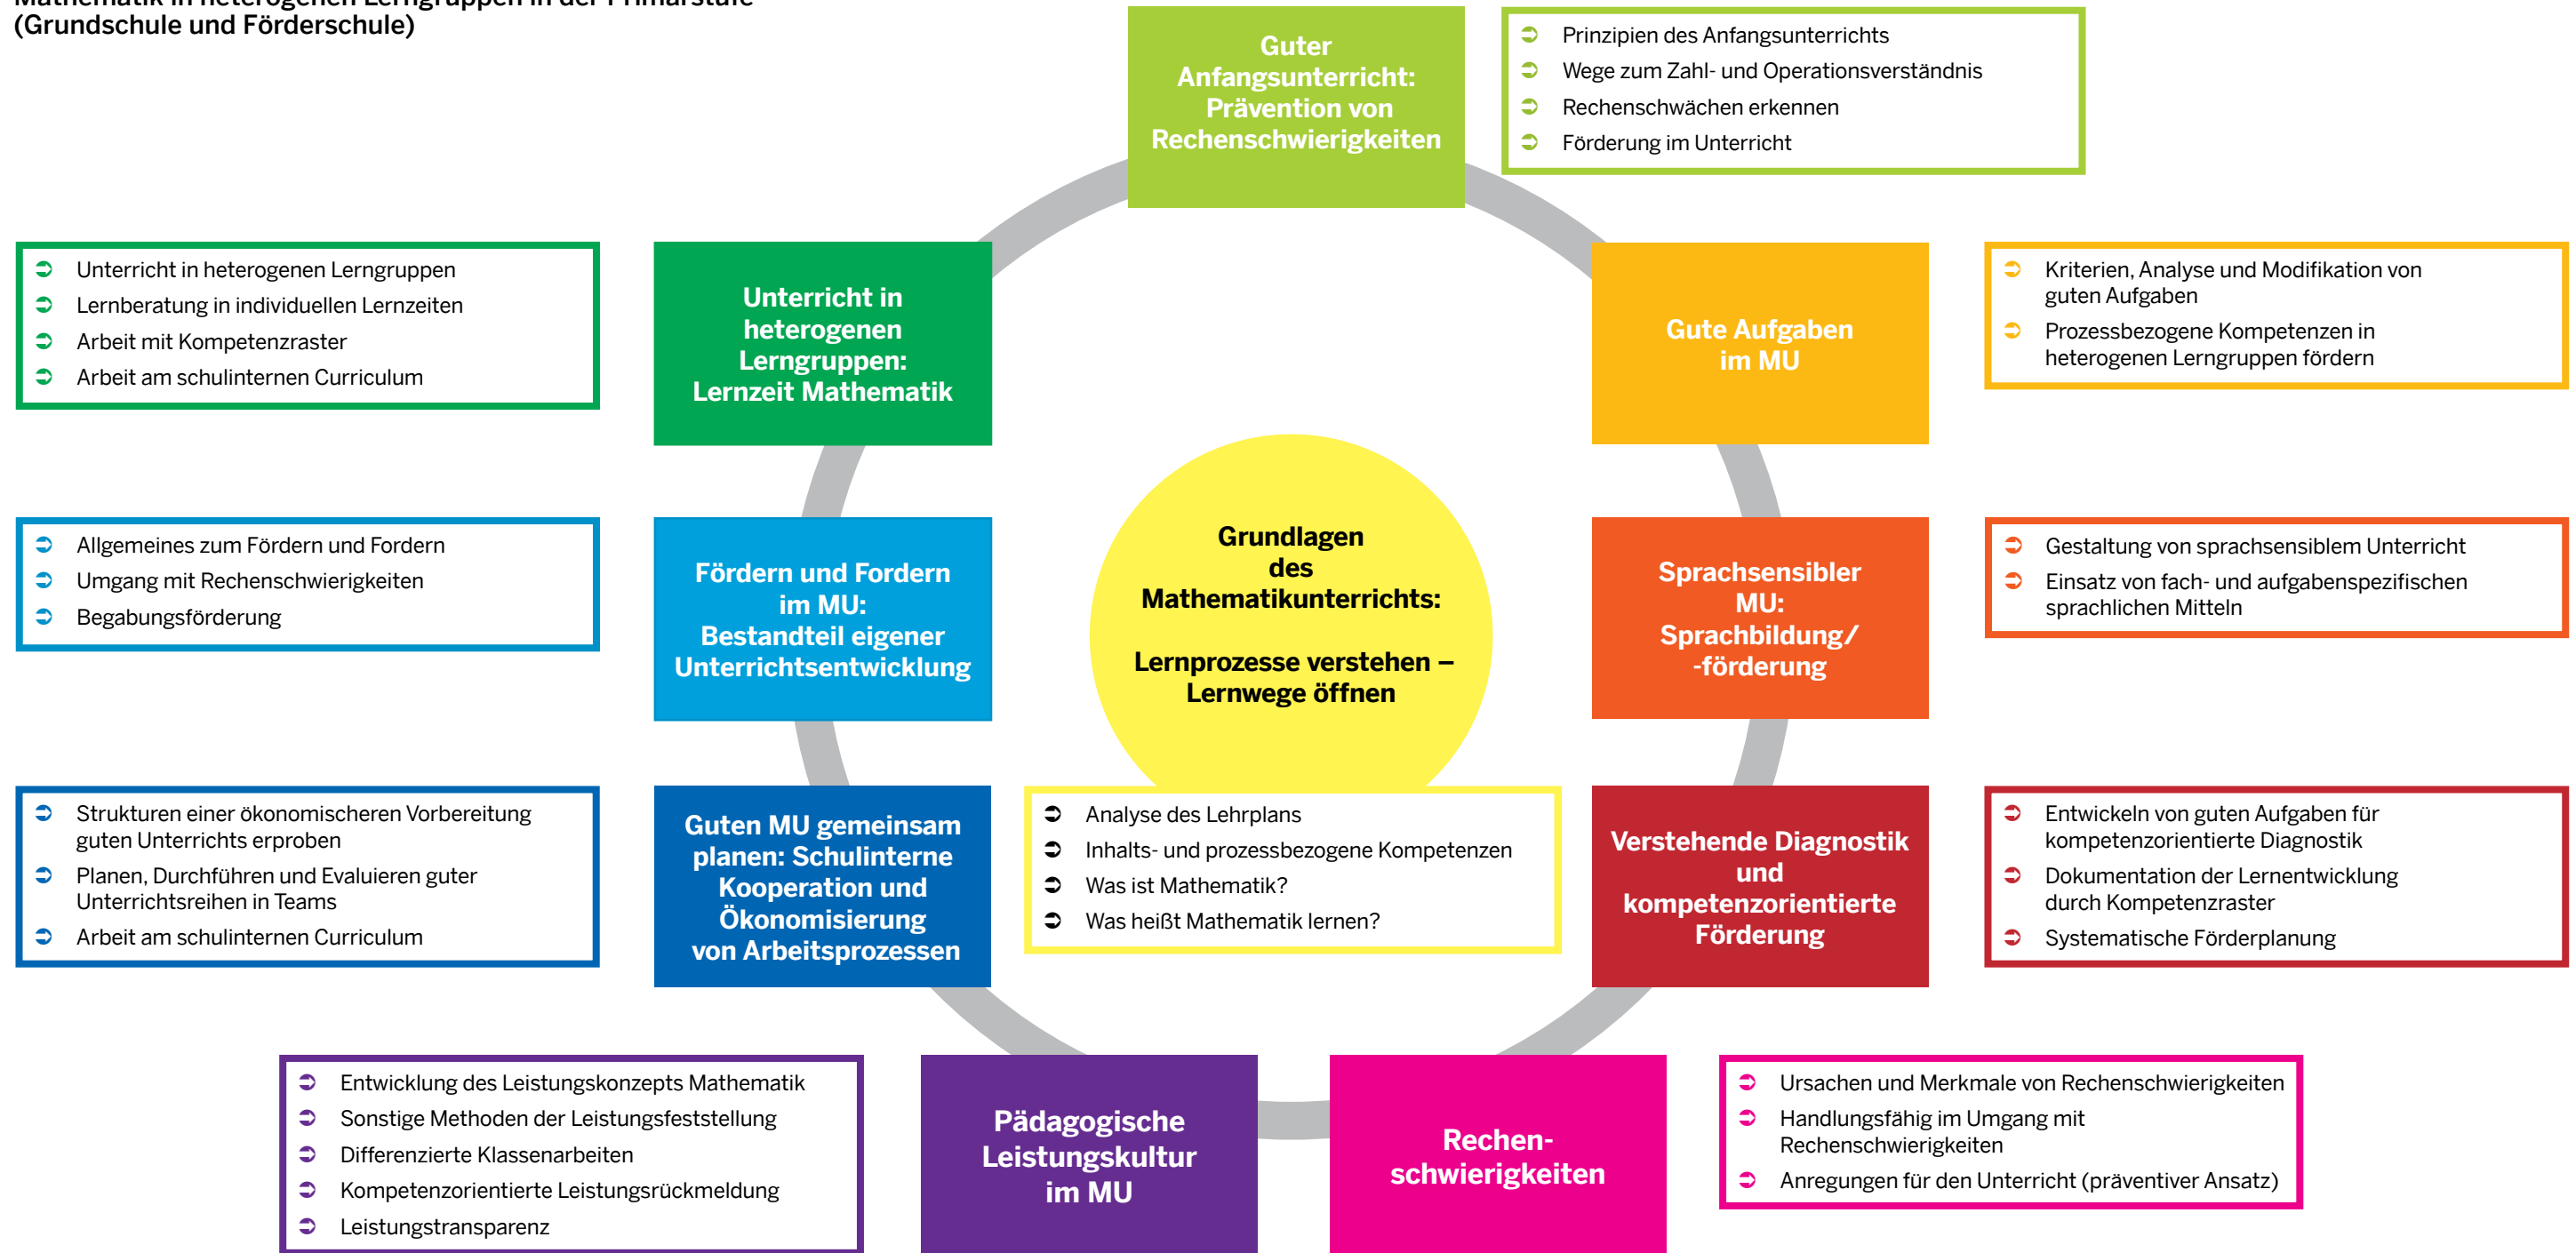 Mathematik in heterogenen Lerngruppen in der Primarstufe
(Grundschule und Förderschule)
Guter
Anfangsunterricht:
Prävention von
Rechenschwierigkeiten
Prinzipien des Anfangsunterrichts
Wege zum Zahl- und Operationsverständnis
Rechenschwächen erkennen
Förderung im Unterricht
Unterricht in heterogenen Lerngruppen
Lernberatung in individuellen Lernzeiten
Arbeit mit Kompetenzraster
Arbeit am schulinternen Curriculum
Unterricht in
heterogenen
Lerngruppen:
Lernzeit Mathematik
Gute Aufgaben
im MU
Kriterien, Analyse und Modifikation von
guten Aufgaben
Prozessbezogene Kompetenzen in
heterogenen Lerngruppen fördern
Allgemeines zum Fördern und Fordern
Umgang mit Rechenschwierigkeiten
Begabungsförderung
Fördern und Fordern
im MU:
Bestandteil eigener
Unterrichtsentwicklung
Grundlagen
des
Mathematikunterrichts:
Lernprozesse verstehen –
Lernwege öffnen
Sprachsensibler
MU:
Sprachbildung/
-förderung
Gestaltung von sprachsensiblem Unterricht
Einsatz von fach- und aufgabenspezifischen
sprachlichen Mitteln
Strukturen einer ökonomischeren Vorbereitung
guten Unterrichts erproben
Planen, Durchführen und Evaluieren guter
Unterrichtsreihen in Teams
Arbeit am schulinternen Curriculum
Guten MU gemeinsam
planen: Schulinterne
Kooperation und
Ökonomisierung
von Arbeitsprozessen
Analyse des Lehrplans
Inhalts- und prozessbezogene Kompetenzen
Was ist Mathematik?
Was heißt Mathematik lernen?
Verstehende Diagnostik
und
kompetenzorientierte
Förderung
Entwickeln von guten Aufgaben für
kompetenzorientierte Diagnostik
Dokumentation der Lernentwicklung
durch Kompetenzraster
Systematische Förderplanung
Entwicklung des Leistungskonzepts Mathematik
Sonstige Methoden der Leistungsfeststellung
Differenzierte Klassenarbeiten
Kompetenzorientierte Leistungsrückmeldung
Leistungstransparenz
Pädagogische
Leistungskultur
im MU
Rechen-
schwierigkeiten
Ursachen und Merkmale von Rechenschwierigkeiten
Handlungsfähig im Umgang mit
Rechenschwierigkeiten
Anregungen für den Unterricht (präventiver Ansatz)